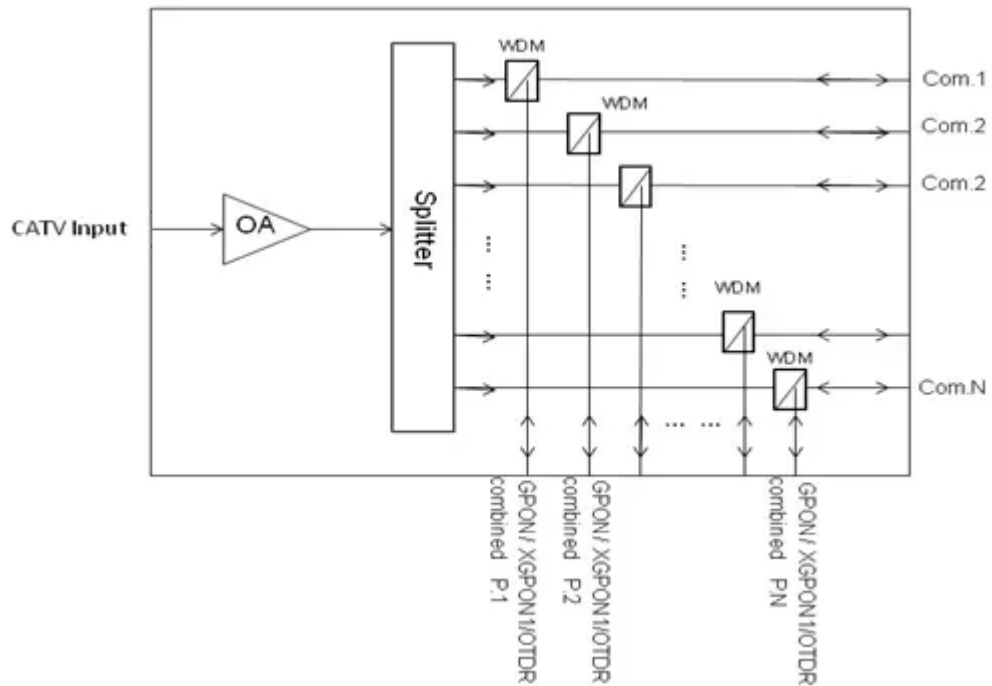 WDM
Com.1
WDM
Com.2
Com.2
CATV Input
OA
Splitter
... ...
... ...
WDM
WDM
Com.N
... ...
GPON/ XGPON1/OTDR
combined P.1
GPON/ XGPON1/OTDR
combined P.2
GPON/ XGPON1/OTDR
combined P.N